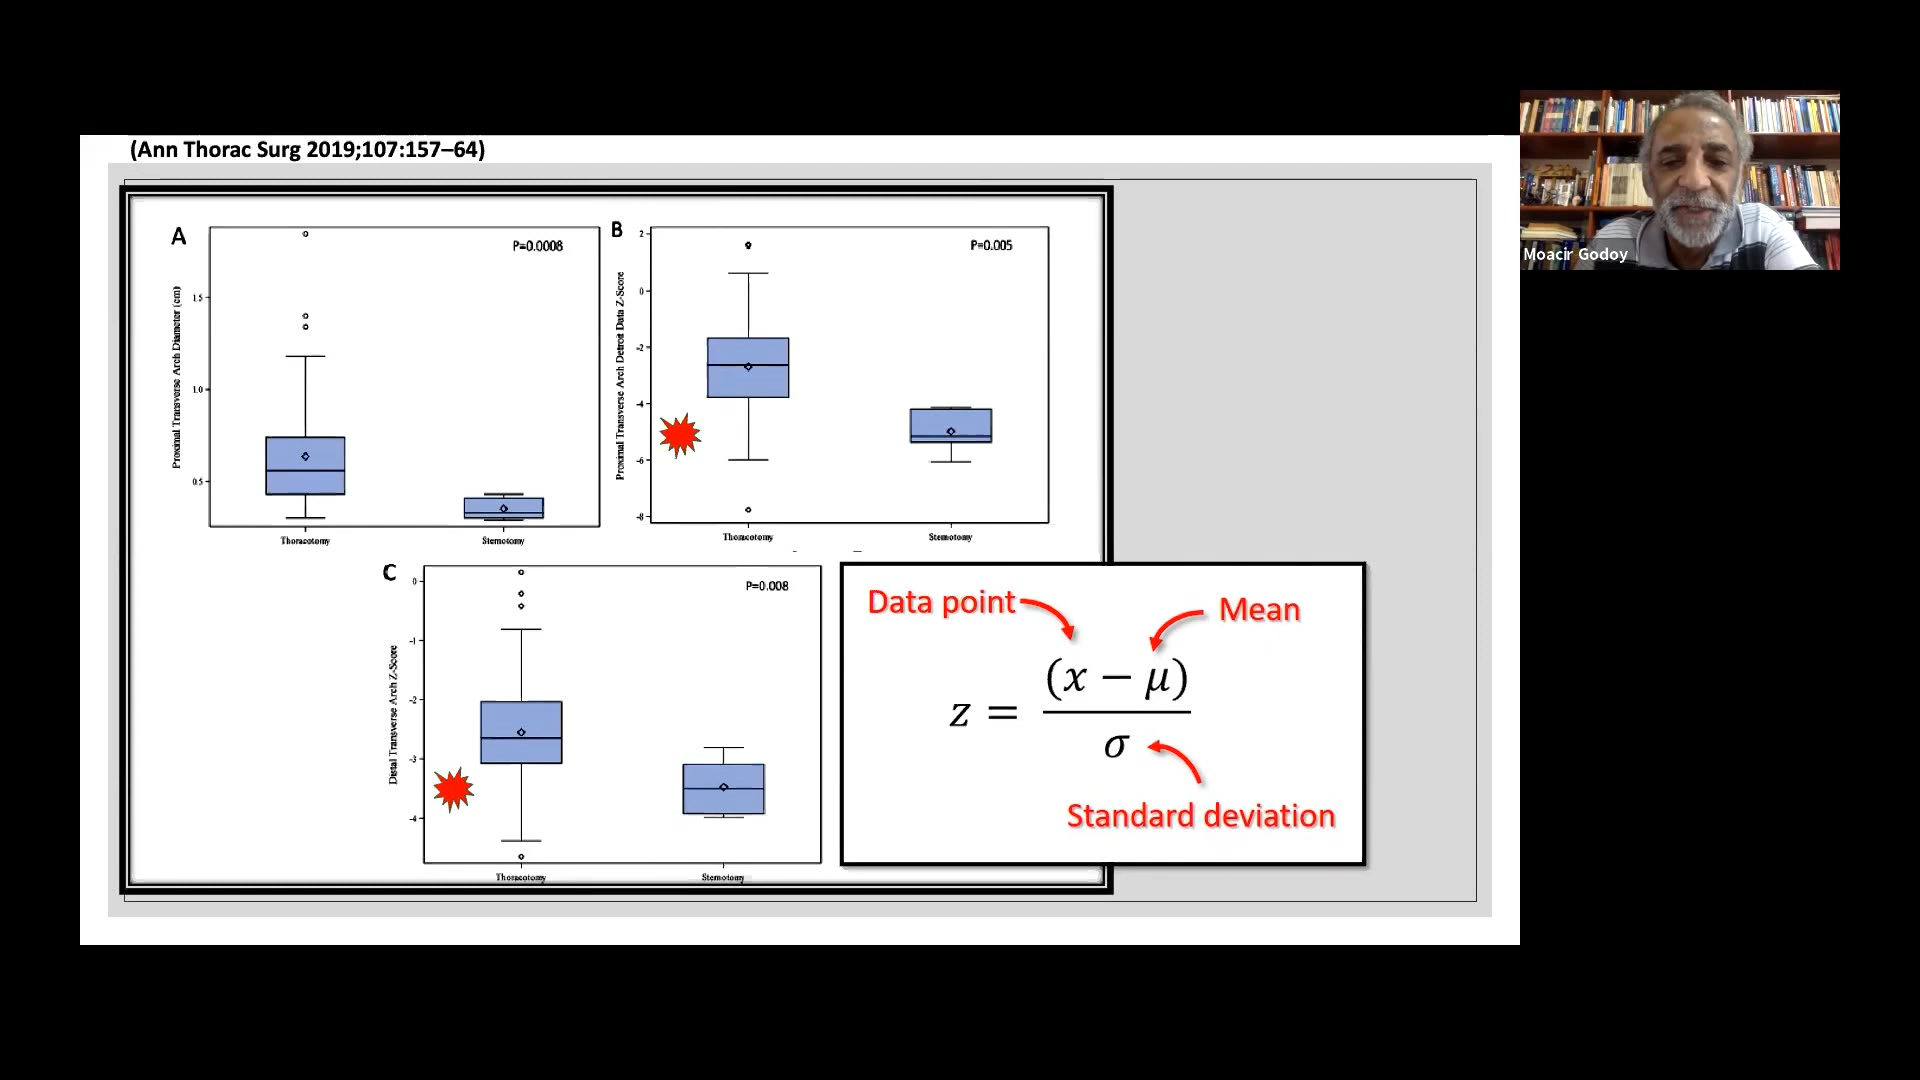 (Ann Thorac Surg 2019;107:157–64)
A
P=0.0008
Proximal Transverse Arch Diameter (cm)
1.5
1.0
0.5
Thoracotomy
Sternotomy
B
P=0.005
Proximal Transverse Arch Detroit Data Z-Score
2
0
-2
-4
-6
-8
Thoracotomy
Sternotomy
C
P=0.008
Distal Transverse Arch Z-Score
0
-1
-2
-3
-4
Thoracotomy
Sternotomy
Data point
Mean
z = (x − μ)
σ
Standard deviation
Moacir Godoy